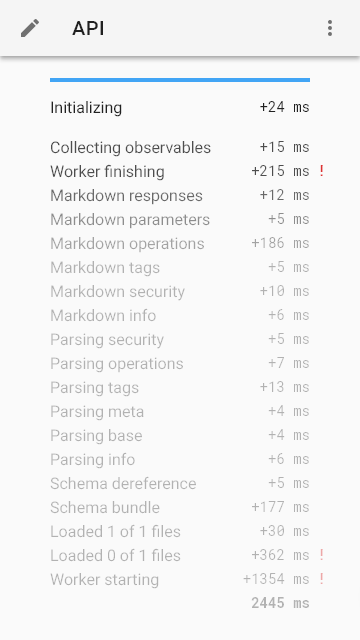 API
Initializing +24 ms
Collecting observables +15 ms
Worker finishing +215 ms !
Markdown responses +12 ms
Markdown parameters +5 ms
Markdown operations +186 ms
Markdown tags +5 ms
Markdown security +10 ms
Markdown info +6 ms
Parsing security +5 ms
Parsing operations +7 ms
Parsing tags +13 ms
Parsing meta +4 ms
Parsing base +4 ms
Parsing info +6 ms
Schema dereference +5 ms
Schema bundle +177 ms
Loaded 1 of 1 files +30 ms
Loaded 0 of 1 files +362 ms !
Worker starting +1354 ms !
2445 ms